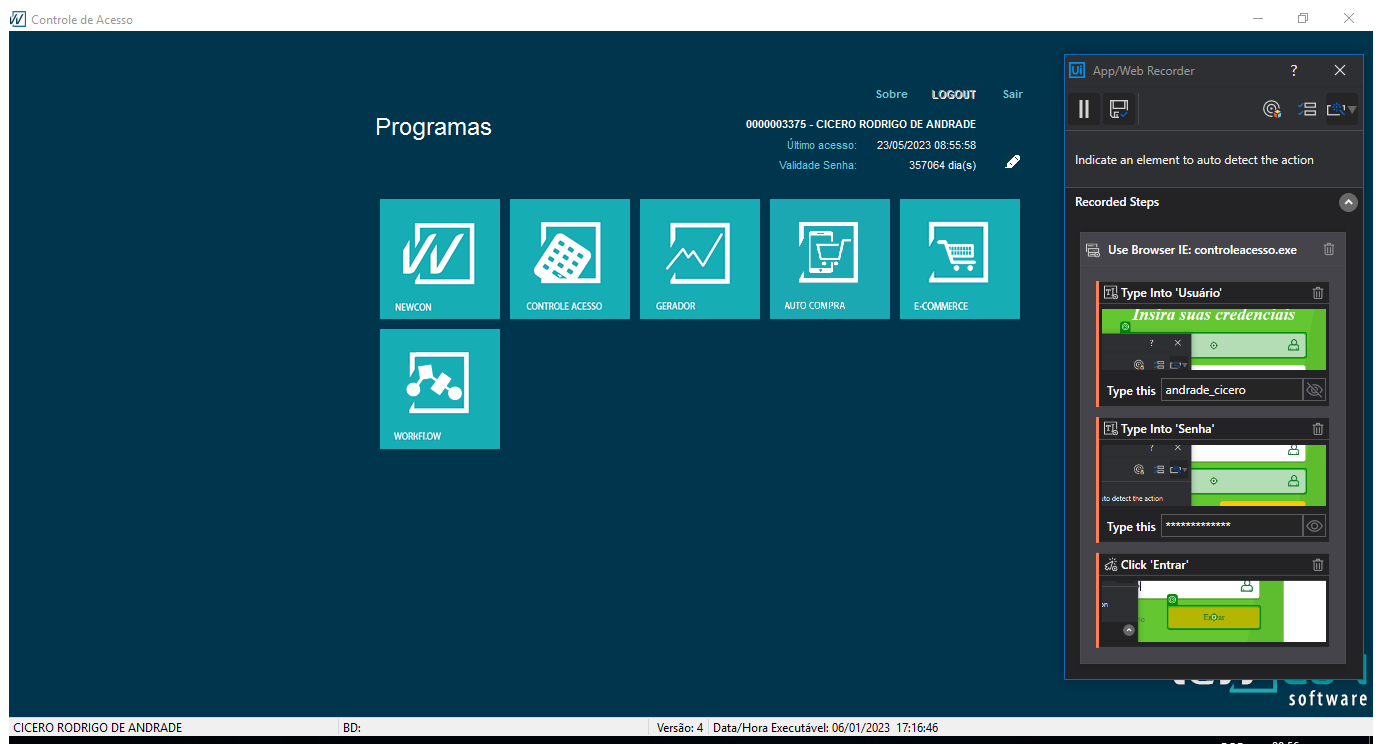 Controle de Acesso
Sobre LOGOUT Sair
Programas
0000003375 - CICERO RODRIGO DE ANDRADE
Último acesso: 23/05/2023 08:55:58
Validade Senha: 357064 dia(s)
NEWCON
CONTROLE ACESSO
GERADOR
AUTO COMPRA
E-COMMERCE
WORKFLOW
Ui App/Web Recorder ?
Indicate an element to auto detect the action
Recorded Steps
Use Browser IE: controleacesso.exe
Type Into 'Usuário'
Insira suas credenciais
?
Type this andrade_cicero
Type Into 'Senha'
?
to detect the action
Type this *************
Click 'Entrar'
on
Entrar
software
CICERO RODRIGO DE ANDRADE BD: Versão: 4 Data/Hora Executável: 06/01/2023 17:16:46